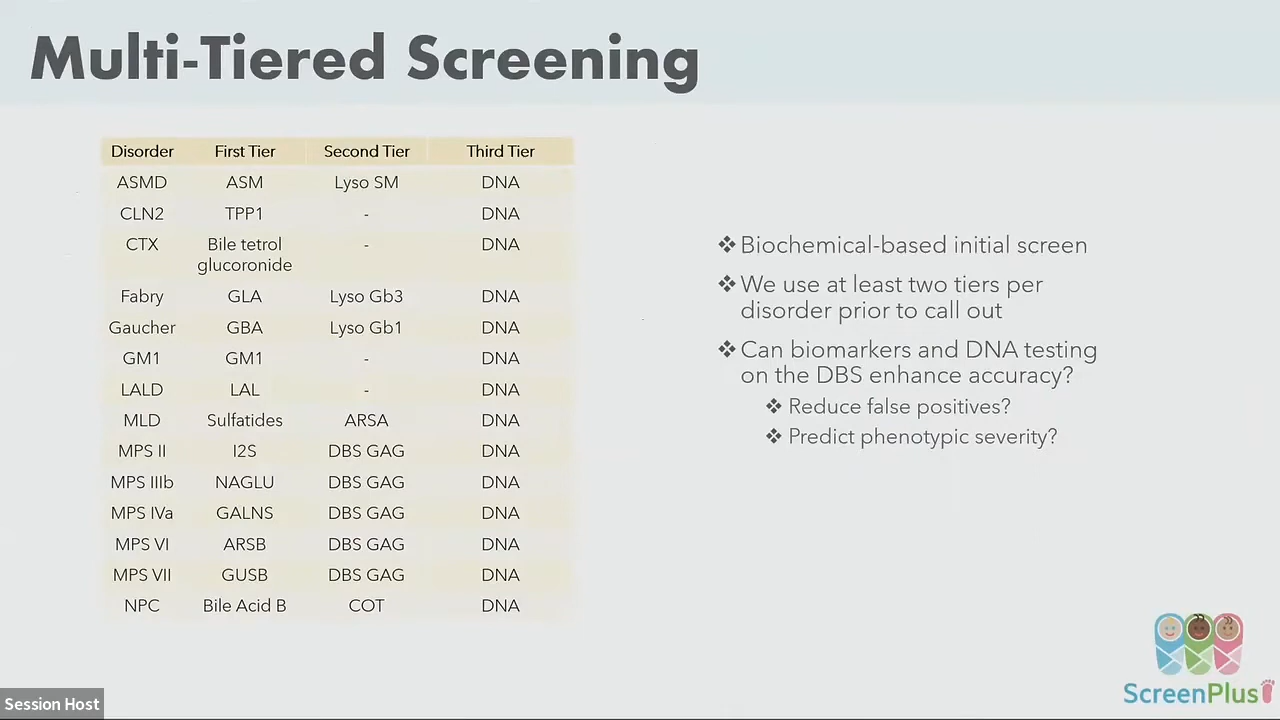 Multi-Tiered Screening
Disorder First Tier Second Tier Third Tier
ASMD ASM Lyso SM DNA
CLN2 TPP1 - DNA
CTX Bile tetrol - DNA
glucoronide
Fabry GLA Lyso Gb3 DNA
Gaucher GBA Lyso Gb1 DNA
GM1 GM1 - DNA
LALD LAL - DNA
MLD Sulfatides ARSA DNA
MPS II I2S DBS GAG DNA
MPS IIIb NAGLU DBS GAG DNA
MPS IVa GALNS DBS GAG DNA
MPS VI ARSB DBS GAG DNA
MPS VII GUSB DBS GAG DNA
NPC Bile Acid B COT DNA
❖ Biochemical-based initial screen
❖ We use at least two tiers per
disorder prior to call out
❖ Can biomarkers and DNA testing
on the DBS enhance accuracy?
❖ Reduce false positives?
❖ Predict phenotypic severity?
ScreenPlus
Session Host